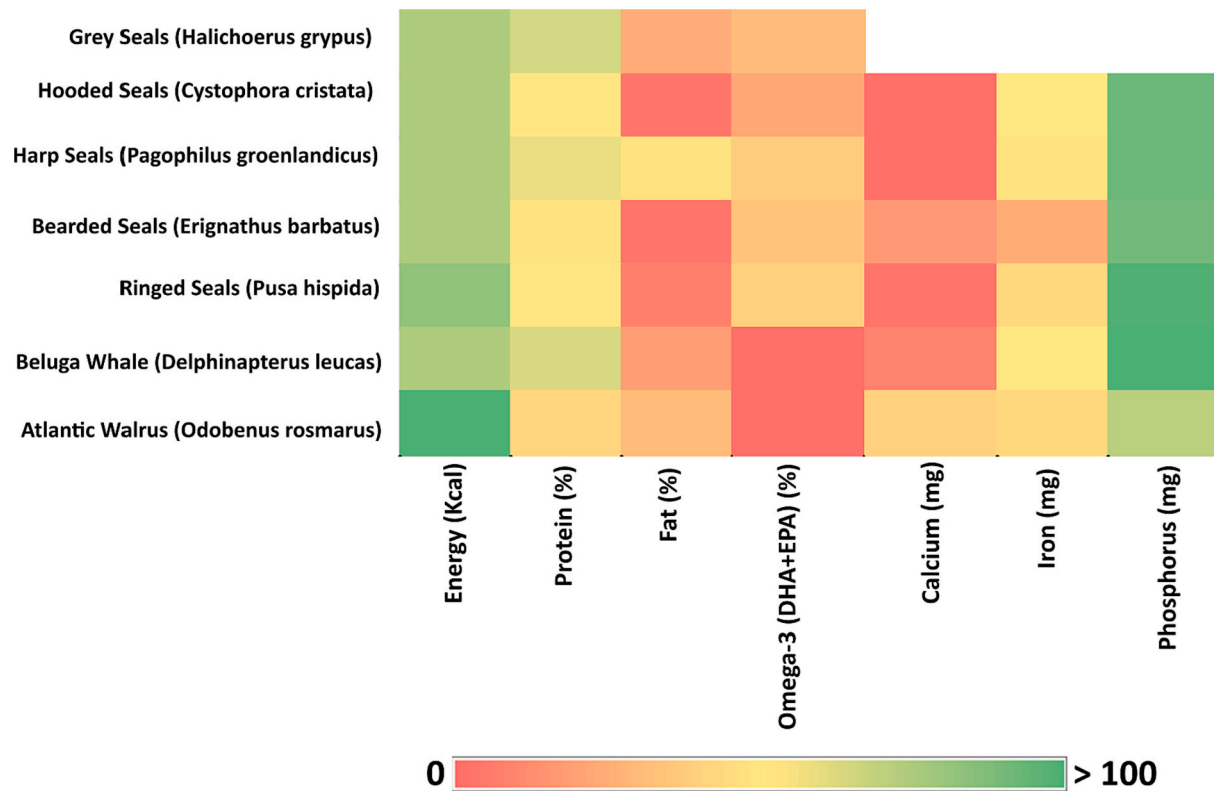 Grey Seals (Halichoerus grypus)
Hooded Seals (Cystophora cristata)
Harp Seals (Pagophilus groenlandicus)
Bearded Seals (Erignathus barbatus)
Ringed Seals (Pusa hispida)
Beluga Whale (Delphinapterus leucas)
Atlantic Walrus (Odobenus rosmarus)
Energy (Kcal)
Protein (%)
Fat (%)
Omega-3 (DHA+EPA) (%)
Calcium (mg)
Iron (mg)
Phosphorus (mg)
0 > 100